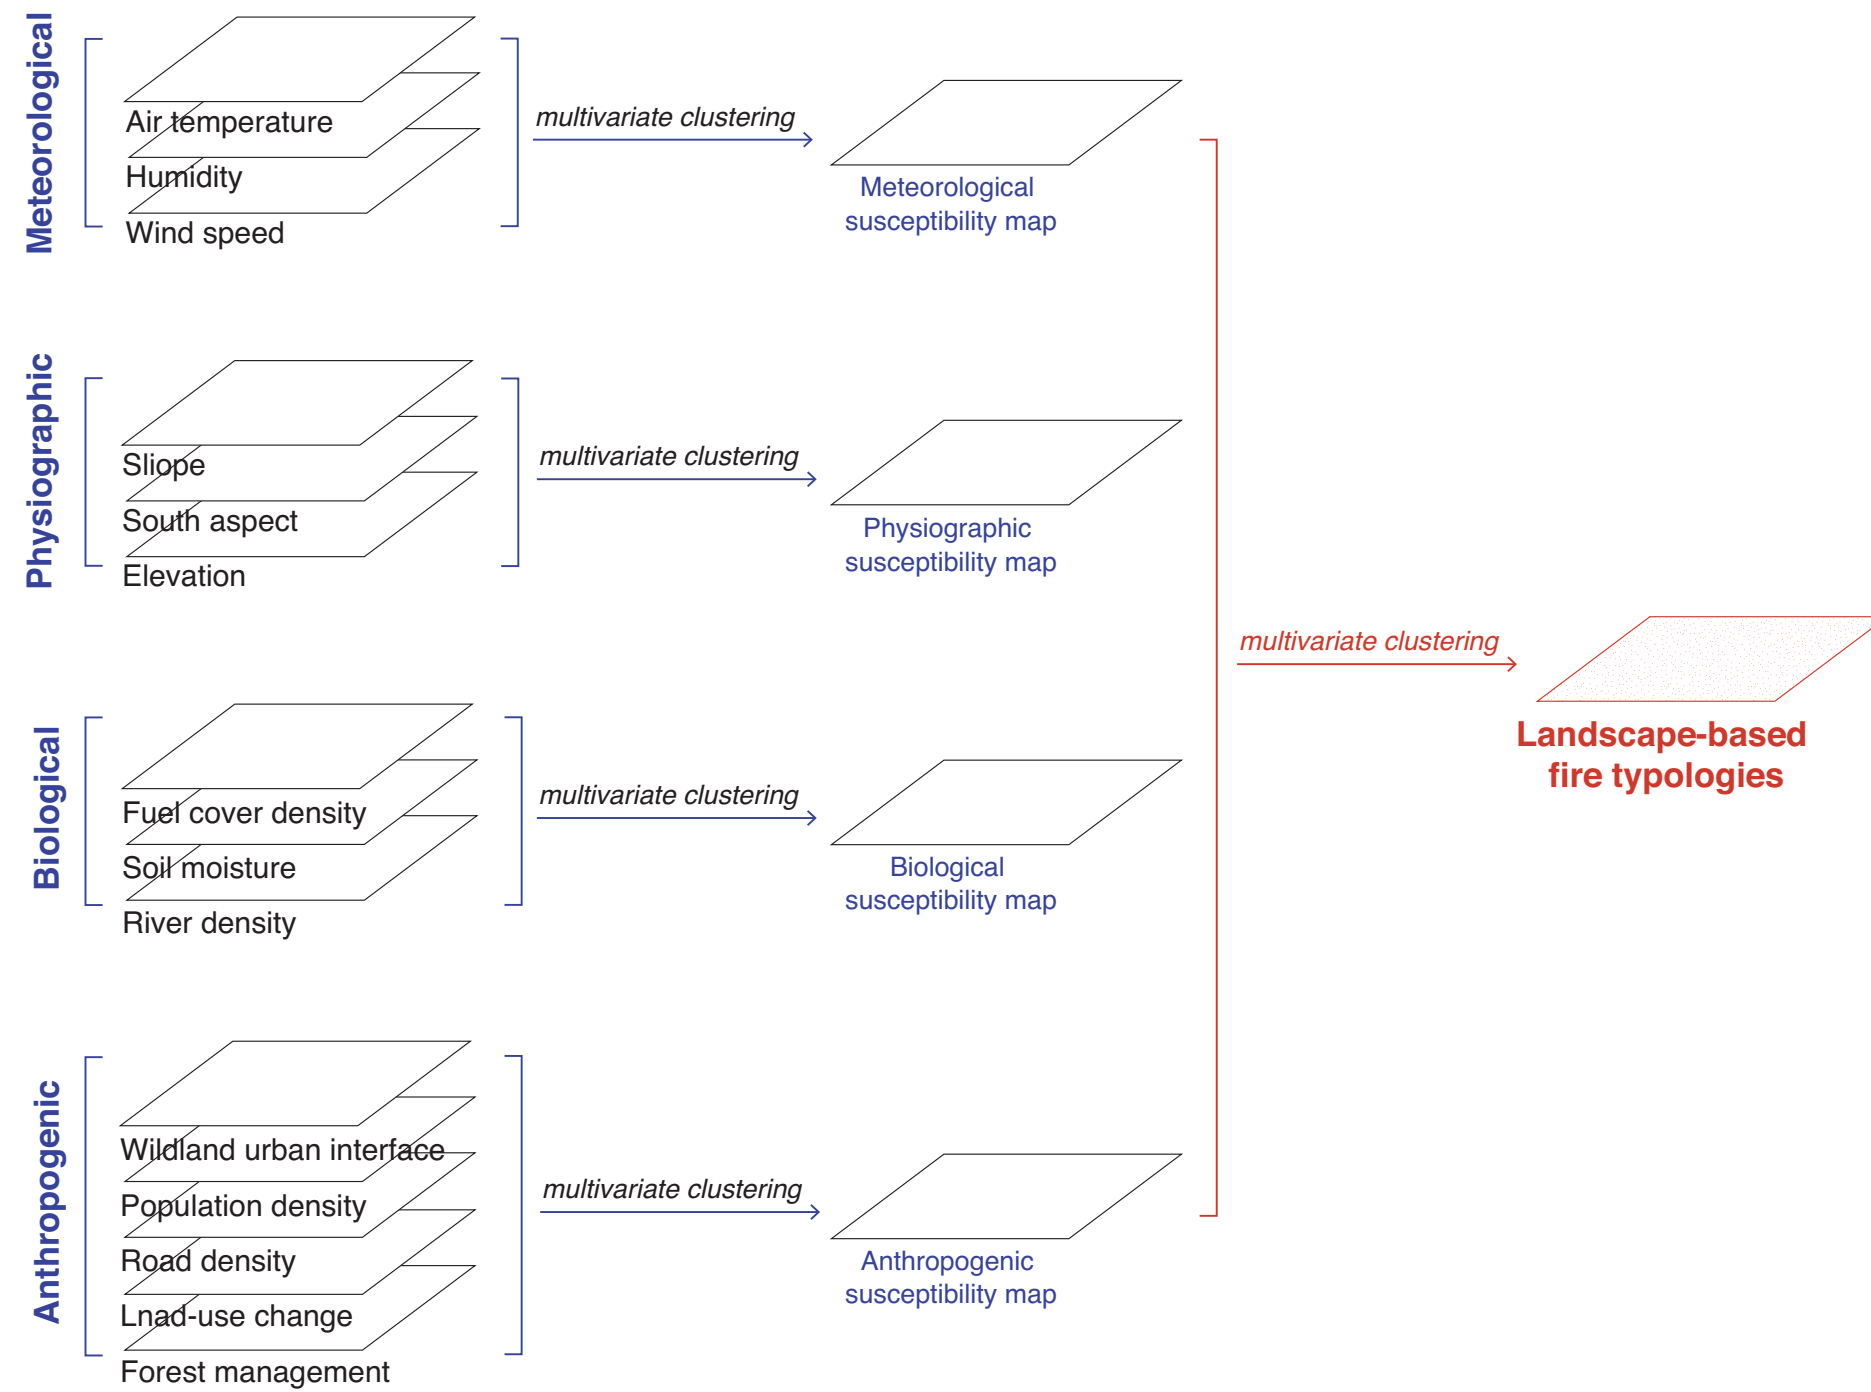 Meteorological
Air temperature
Humidity
Wind speed
multivariate clustering
Meteorological
susceptibility map
Physiographic
Sliope
South aspect
Elevation
multivariate clustering
Physiographic
susceptibility map
multivariate clustering
Landscape-based
fire typologies
Biological
Fuel cover density
Soil moisture
River density
multivariate clustering
Biological
susceptibility map
Anthropogenic
Wildland urban interface
Population density
Road density
Lnad-use change
Forest management
multivariate clustering
Anthropogenic
susceptibility map